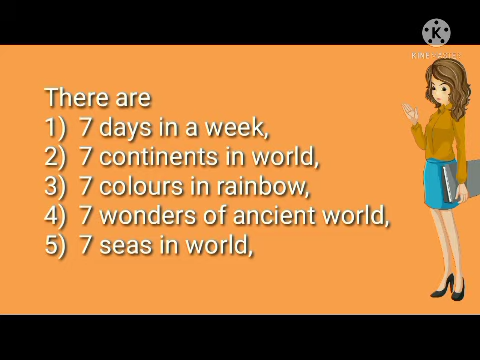 K
KINEMASTER
There are
1) 7 days in a week,
2) 7 continents in world,
3) 7 colours in rainbow,
4) 7 wonders of ancient world,
5) 7 seas in world,